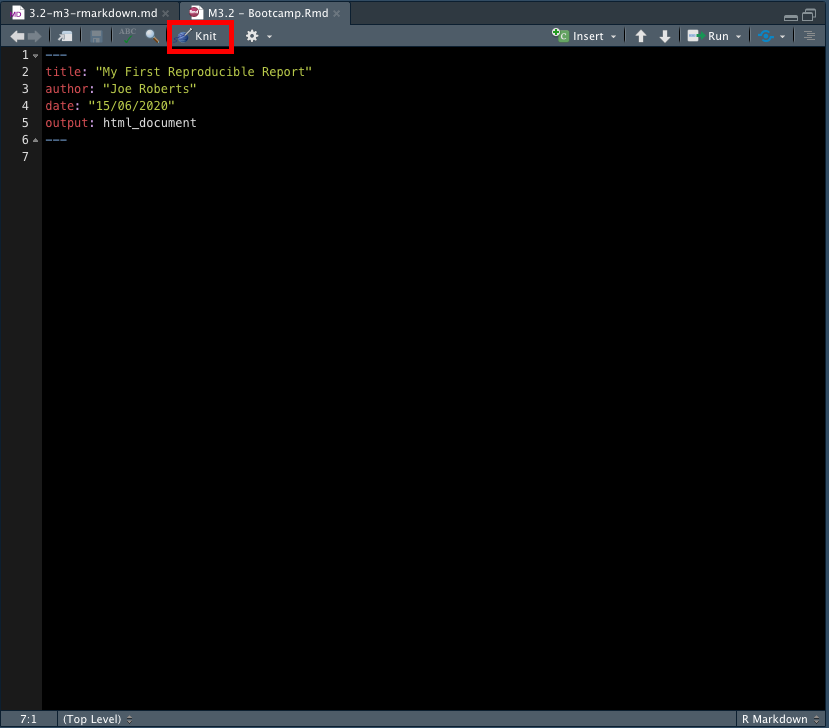 3.2-m3-rmarkdown.md M3.2 - Bootcamp.Rmd
ABC Knit Insert Run
1 ---
2 title: "My First Reproducible Report"
3 author: "Joe Roberts"
4 date: "15/06/2020"
5 output: html_document
6 ---
7
7:1 (Top Level) R Markdown